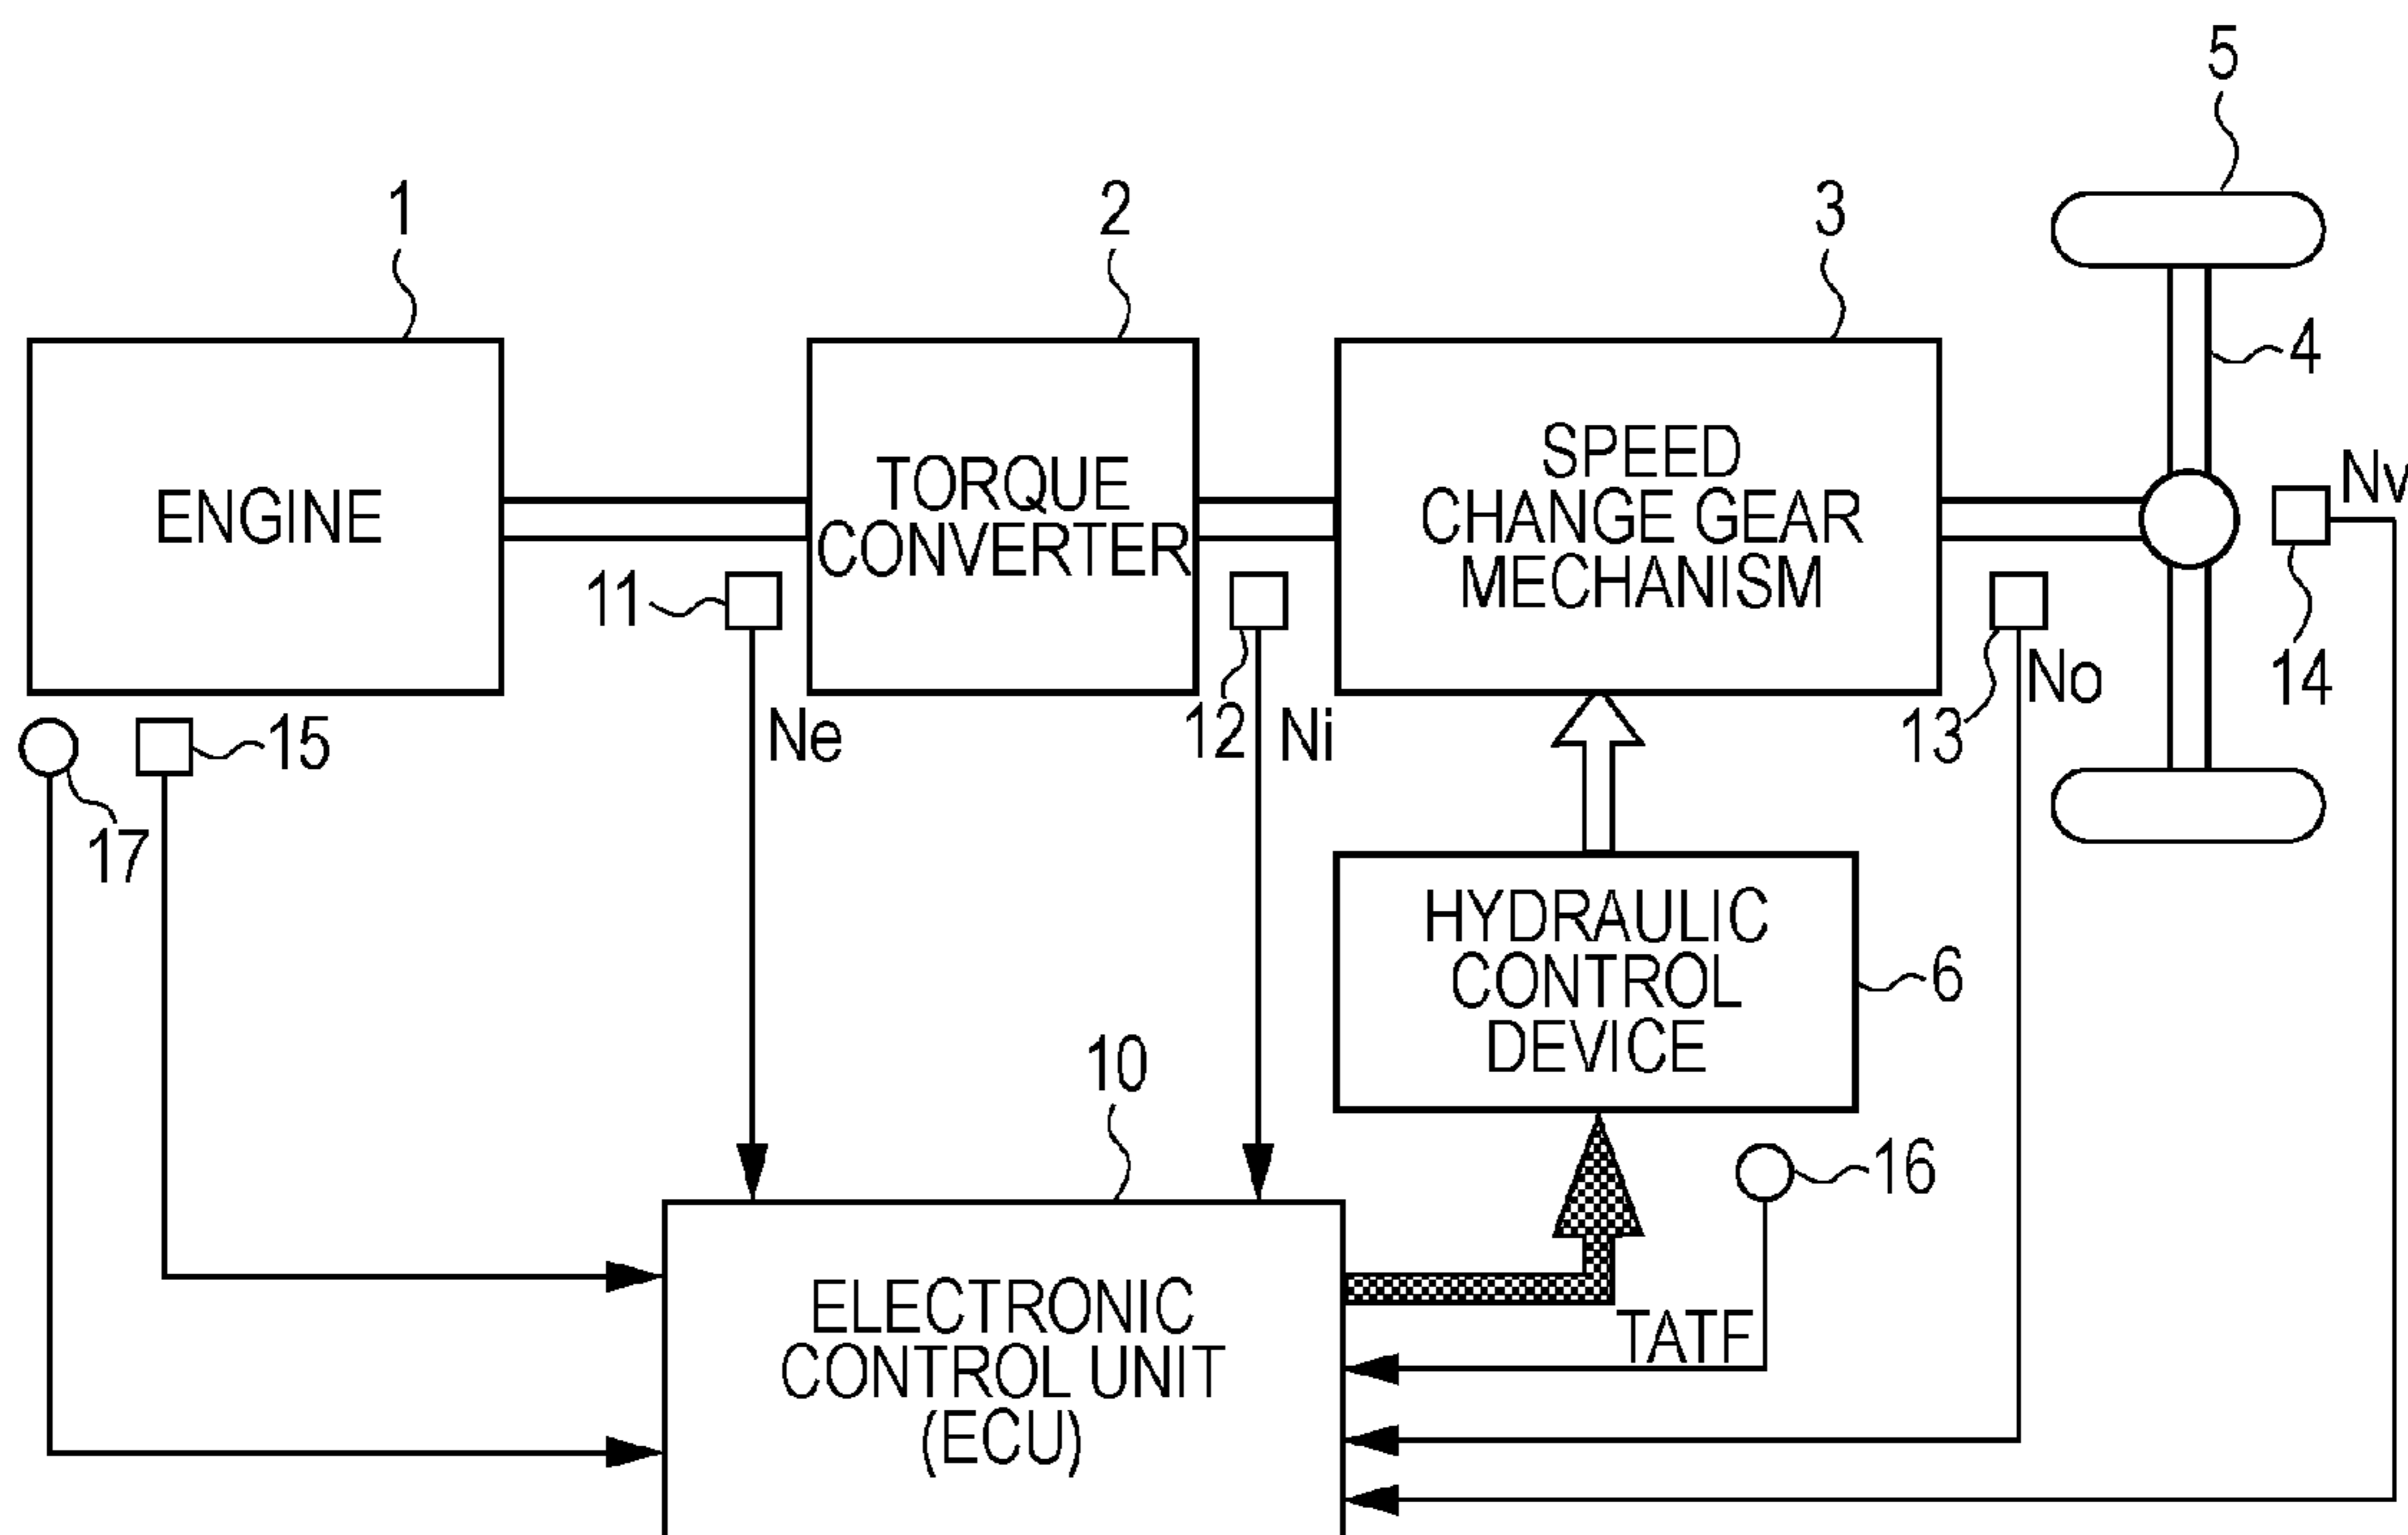 5
1
2
3
4
ENGINE
TORQUE
CONVERTER
SPEED
CHANGE GEAR
MECHANISM
Nv
11
12
13
14
Ne
Ni
No
15
17
HYDRAULIC
CONTROL
DEVICE
6
10
16
ELECTRONIC
CONTROL UNIT
(ECU)
TATF